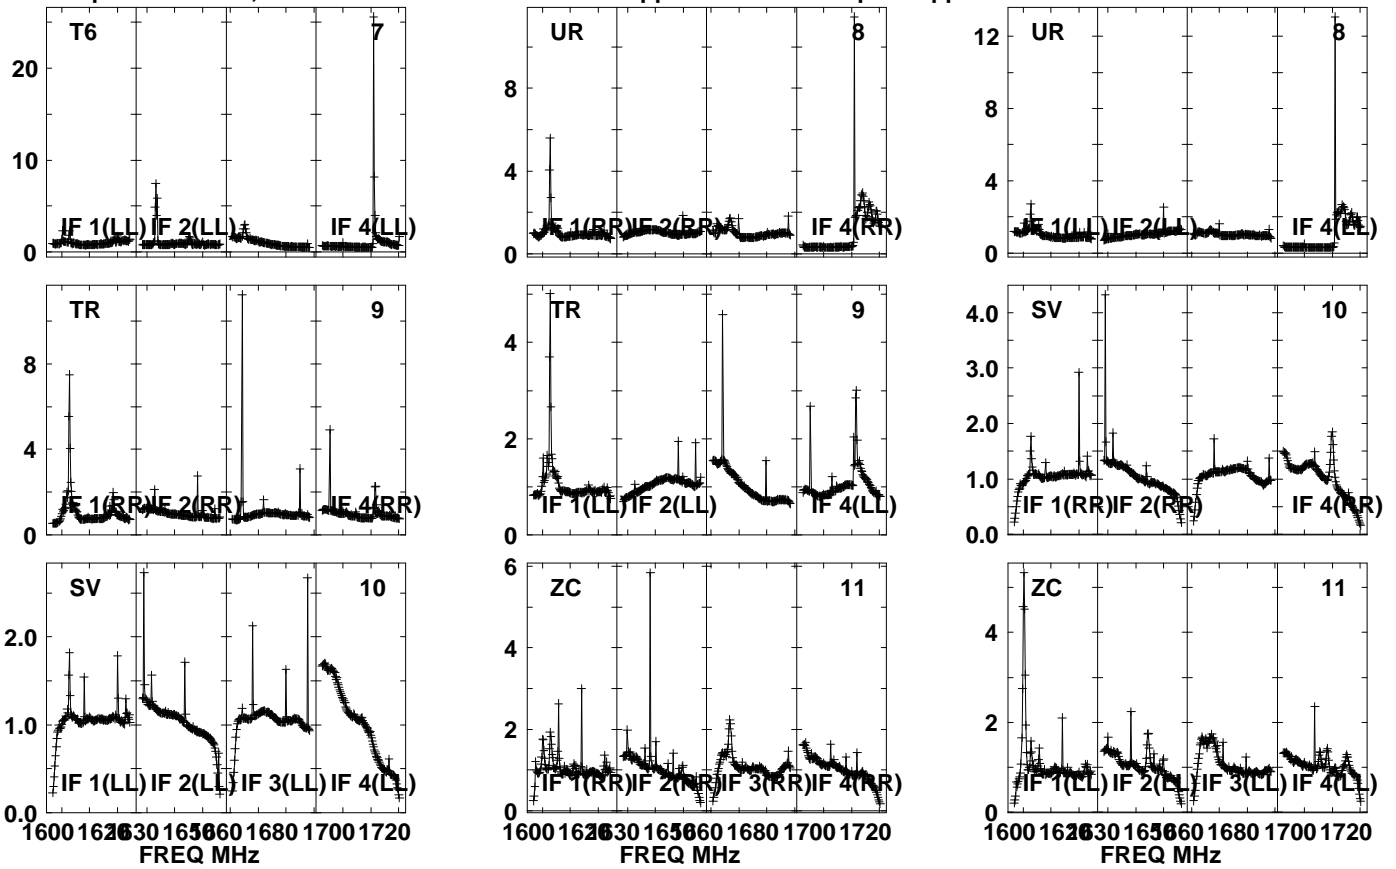 T6 7
20
10
0
IF 1(LL) IF 2(LL) IF 4(LL)
UR 8
8
4
0
IF 1(RR) IF 2(RR) IF 4(RR)
UR 8
12
8
4
0
IF 1(LL) IF 2(LL) IF 4(LL)
TR 9
8
4
0
IF 1(RR) IF 2(RR) IF 4(RR)
TR 9
4
2
0
IF 1(LL) IF 2(LL) IF 4(LL)
SV 10
4.0
3.0
2.0
1.0
0.0
IF 1(RR) IF 2(RR) IF 4(RR)
SV 10
2.0
1.0
0.0
IF 1(LL) IF 2(LL) IF 3(LL) IF 4(LL)
1600 1620 1630 1650 1660 1680 1700 1720
FREQ MHz
ZC 11
6
4
2
0
IF 1(RR) IF 2(RR) IF 3(RR) IF 4(RR)
1600 1620 1630 1650 1660 1680 1700 1720
FREQ MHz
ZC 11
4
2
0
IF 1(LL) IF 2(LL) IF 3(LL) IF 4(LL)
1600 1620 1630 1650 1660 1680 1700 1720
FREQ MHz